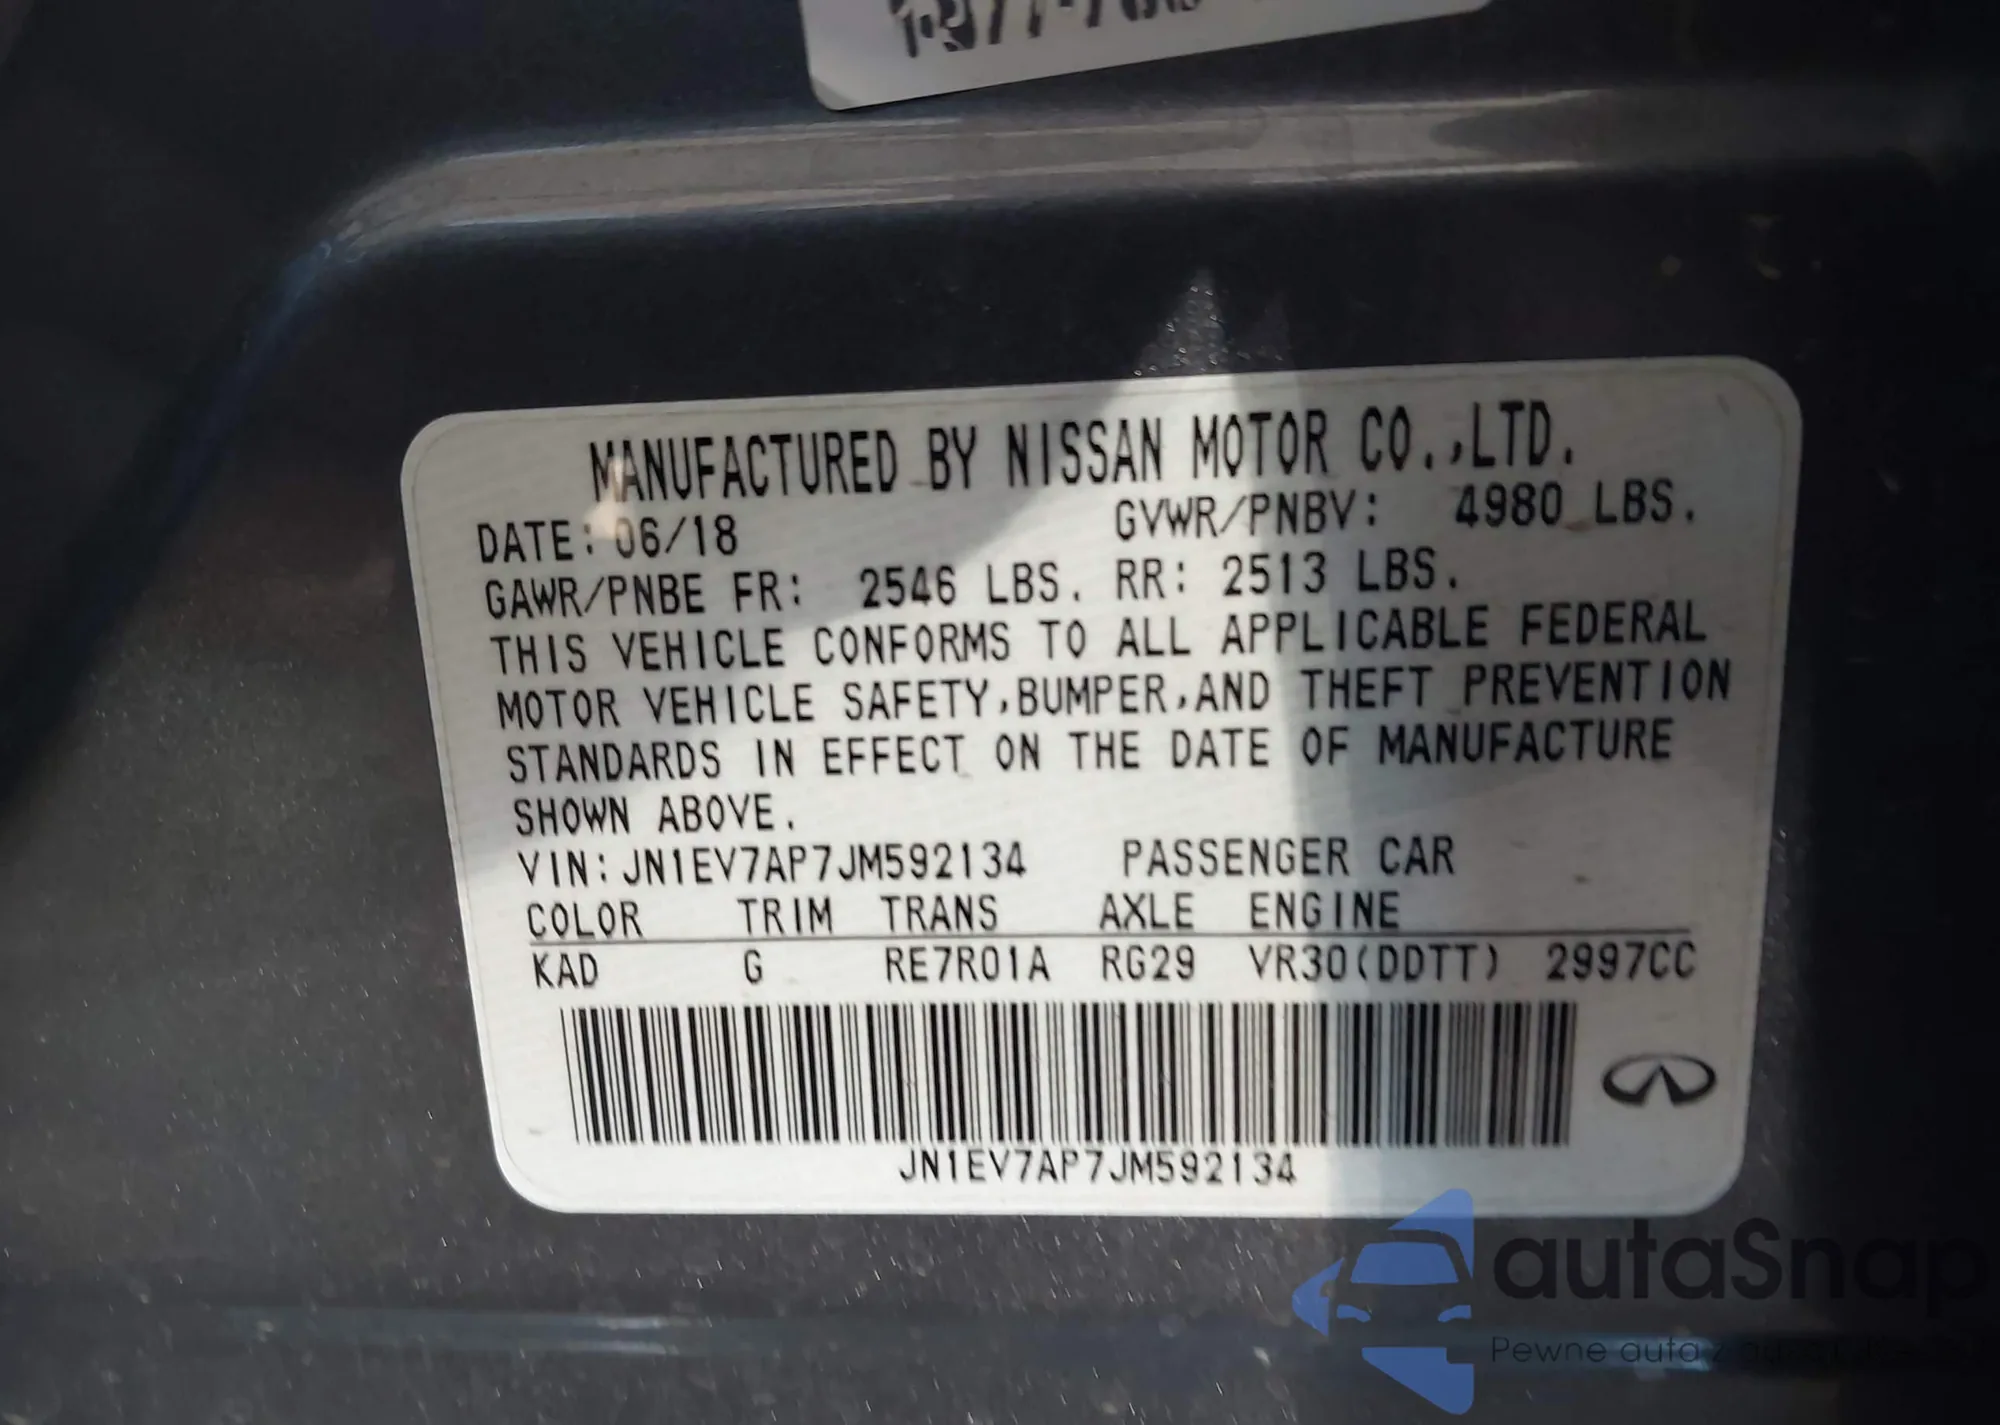 MANUFACTURED BY NISSAN MOTOR CO.,LTD.
DATE: 06/18 GVWR/PNBV: 4980 LBS.
GAWR/PNBE FR: 2546 LBS. RR: 2513 LBS.
THIS VEHICLE CONFORMS TO ALL APPLICABLE FEDERAL
MOTOR VEHICLE SAFETY,BUMPER,AND THEFT PREVENTION
STANDARDS IN EFFECT ON THE DATE OF MANUFACTURE
SHOWN ABOVE.
VIN:JN1EV7AP7JM592134 PASSENGER CAR
COLOR TRIM TRANS AXLE ENGINE
KAD G RE7R01A RG29 VR30(DDTT) 2997CC
JN1EV7AP7JM592134
autaSnap
Pewne auta z